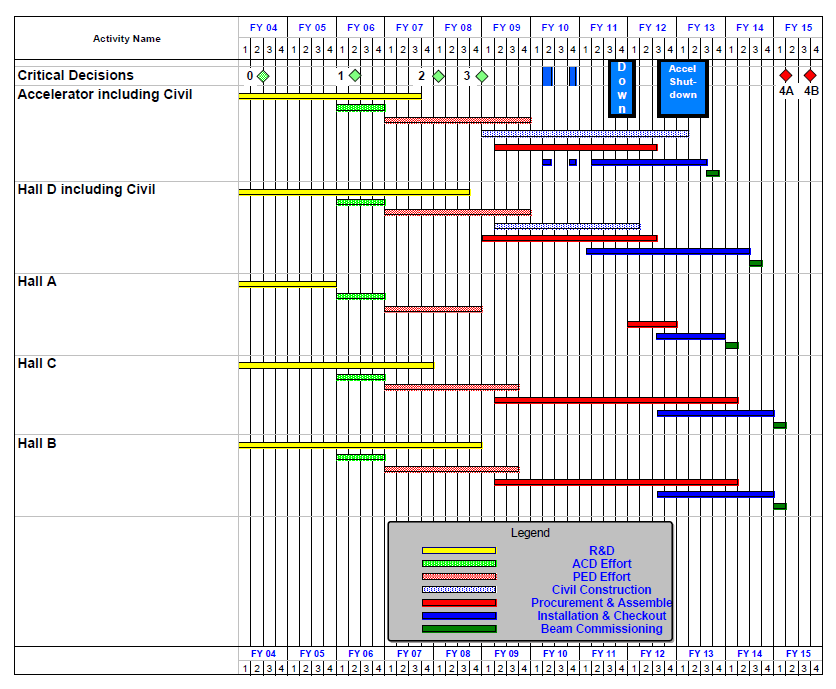 Activity Name
FY 04 FY 05 FY 06 FY 07 FY 08 FY 09 FY 10 FY 11 FY 12 FY 13 FY 14 FY 15
1 2 3 4 1 2 3 4 1 2 3 4 1 2 3 4 1 2 3 4 1 2 3 4 1 2 3 4 1 2 3 4 1 2 3 4 1 2 3 4 1 2 3 4 1 2 3 4
Critical Decisions
0 1 2 3
4A 4B
Down
Accel
Shut-
down
Accelerator including Civil
Hall D including Civil
Hall A
Hall C
Hall B
Legend
R&D
ACD Effort
PED Effort
Civil Construction
Procurement & Assemble
Installation & Checkout
Beam Commissioning
FY 04 FY 05 FY 06 FY 07 FY 08 FY 09 FY 10 FY 11 FY 12 FY 13 FY 14 FY 15
1 2 3 4 1 2 3 4 1 2 3 4 1 2 3 4 1 2 3 4 1 2 3 4 1 2 3 4 1 2 3 4 1 2 3 4 1 2 3 4 1 2 3 4 1 2 3 4